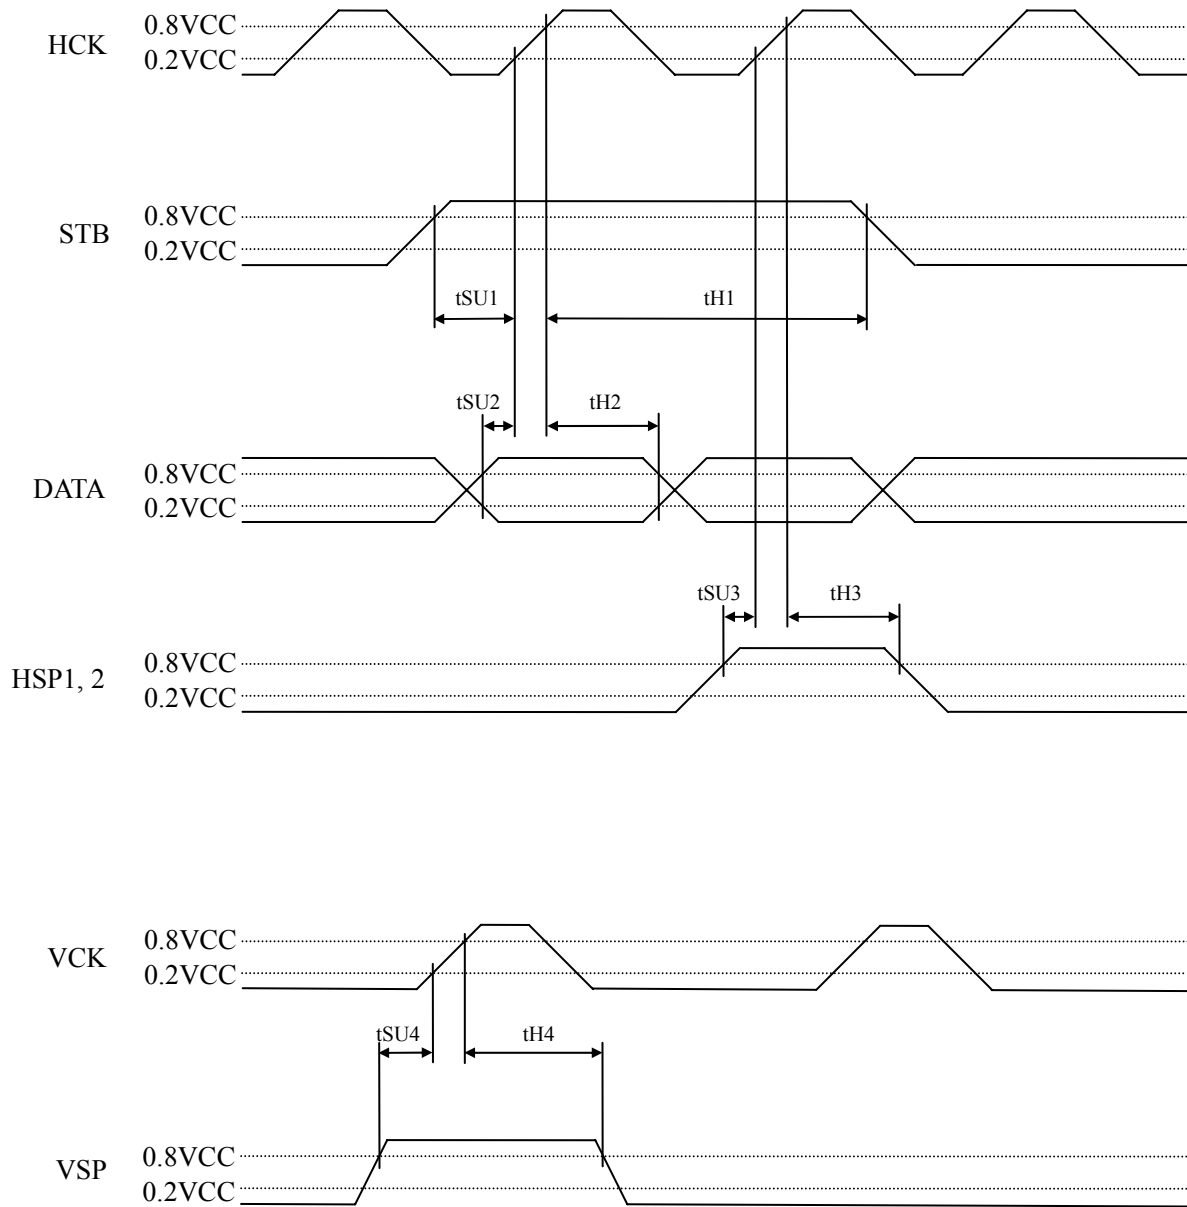 HCK
0.8VCC
0.2VCC
STB
0.8VCC
0.2VCC
tSU1
tH1
tSU2
tH2
DATA
0.8VCC
0.2VCC
tSU3
tH3
HSP1, 2
0.8VCC
0.2VCC
VCK
0.8VCC
0.2VCC
tSU4
tH4
VSP
0.8VCC
0.2VCC